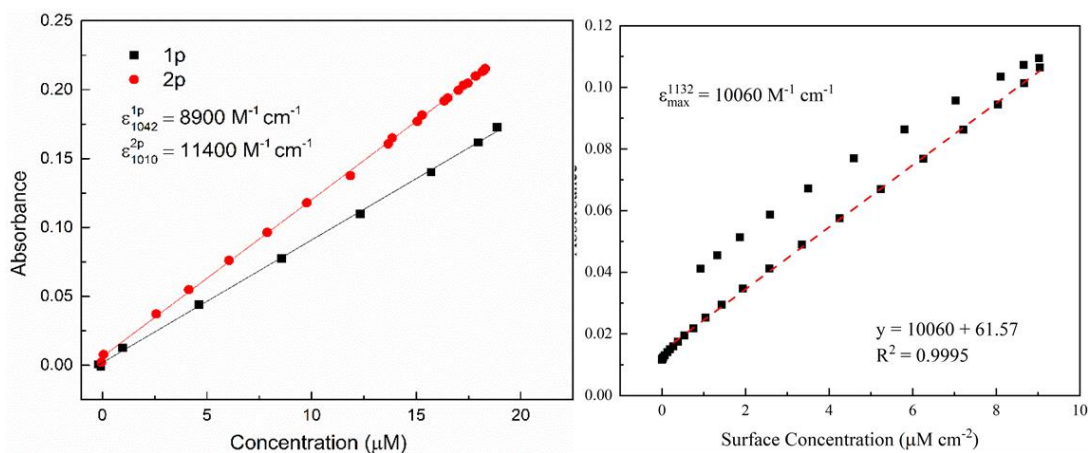 0.25
0.20
0.15
0.10
0.05
0.00
Absorbance
1p
2p
ε¹ᵖ₁₀₄₂ = 8900 M⁻¹ cm⁻¹
ε²ᵖ₁₀₁₀ = 11400 M⁻¹ cm⁻¹
0
5
10
15
20
Concentration (μM)
0.12
0.10
0.08
0.06
0.04
0.02
0.00
ε¹¹³²max = 10060 M⁻¹ cm⁻¹
y = 10060 + 61.57
R² = 0.9995
0
2
4
6
8
10
Surface Concentration (μM cm⁻²)